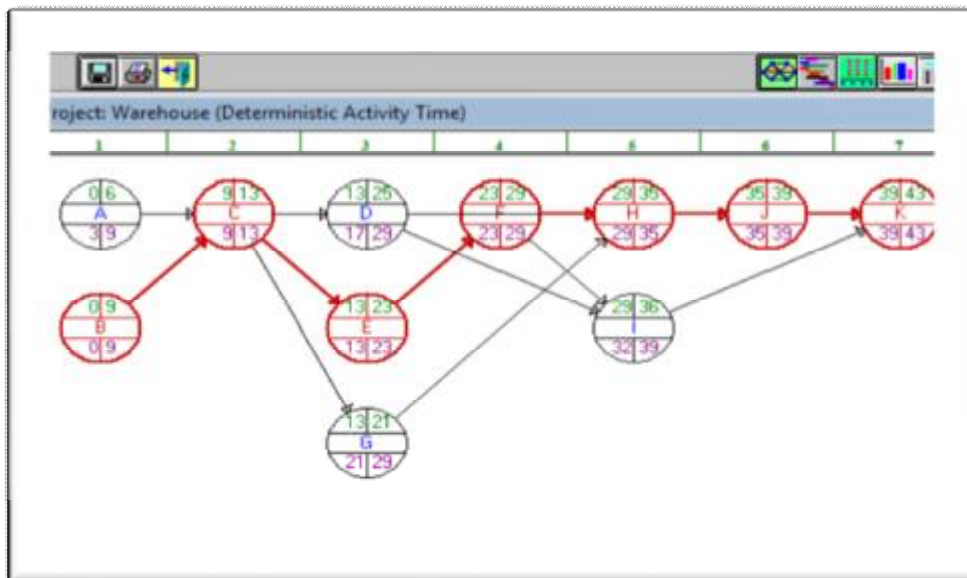 roject: Warehouse (Deterministic Activity Time)
1 2 3 4 5 6 7
0 6 9 13 13 25 23 29 29 35 35 39 39 43
A C D F H J K
3 9 9 13 17 29 23 29 29 35 35 39 39 43
0 9 13 23 29 36
B E I
0 9 13 23 32 39
13 21
G
21 29